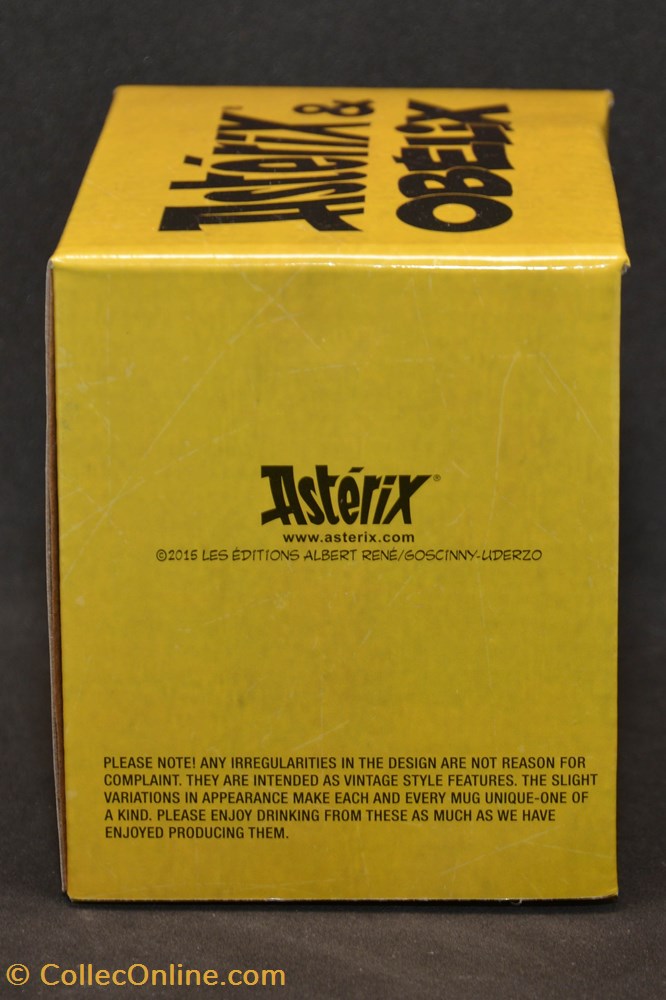 Astérix™ &
OBÉLIX
Astérix®
www.asterix.com
©2015 LES ÉDITIONS ALBERT RENÉ/GOSCINNY-UDERZO
PLEASE NOTE! ANY IRREGULARITIES IN THE DESIGN ARE NOT REASON FOR
COMPLAINT. THEY ARE INTENDED AS VINTAGE STYLE FEATURES. THE SLIGHT
VARIATIONS IN APPEARANCE MAKE EACH AND EVERY MUG UNIQUE-ONE OF
A KIND. PLEASE ENJOY DRINKING FROM THESE AS MUCH AS WE HAVE
ENJOYED PRODUCING THEM.
© CollecOnline.com